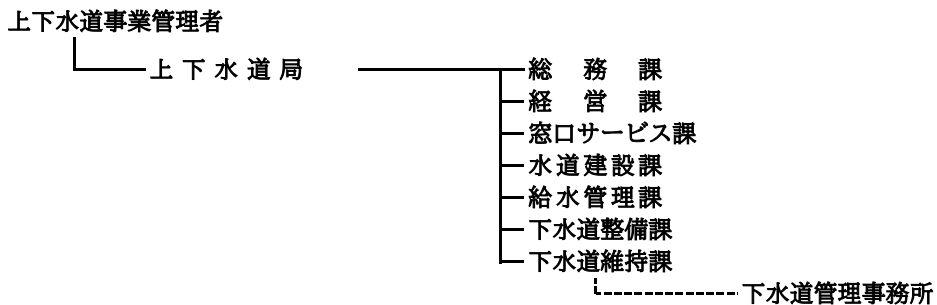 上下水道事業管理者
上下水道局 総務課
経営課
窓口サービス課
水道建設課
給水管理課
下水道整備課
下水道維持課
下水道管理事務所